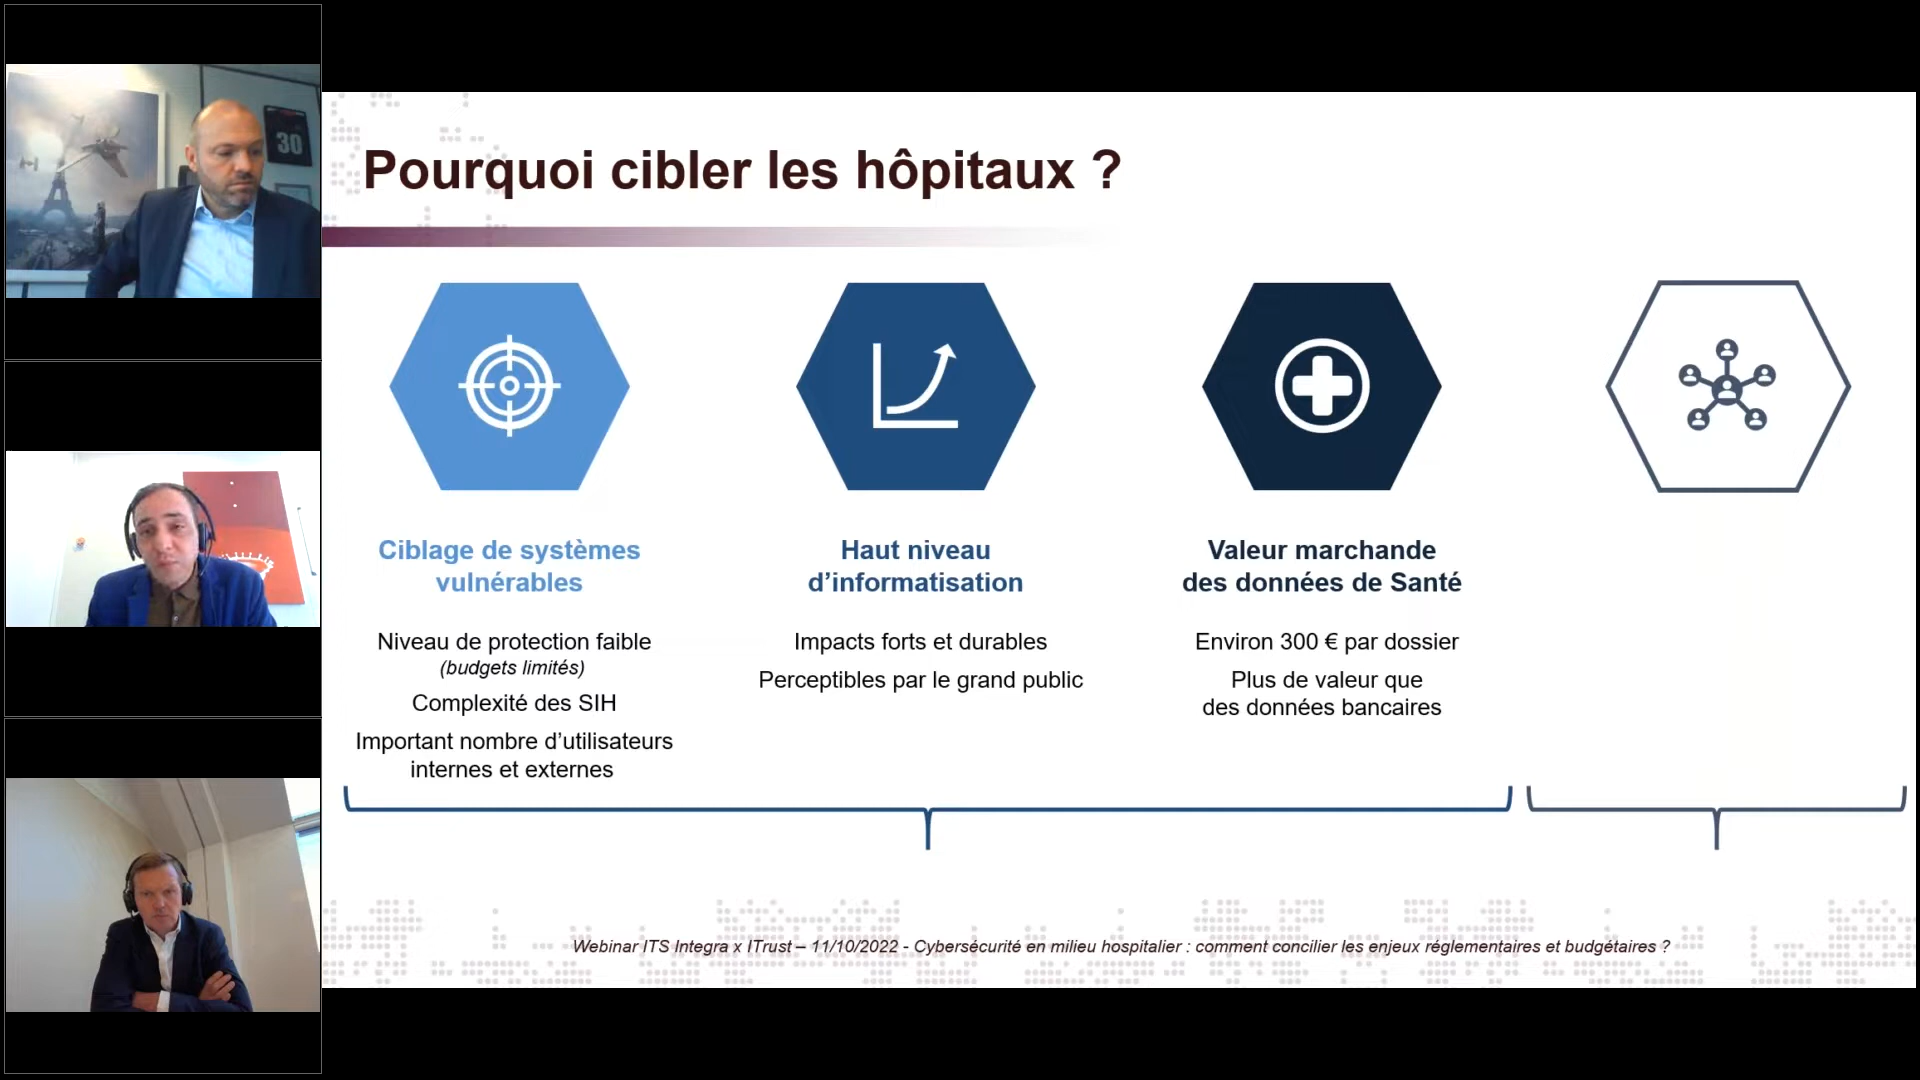 30
Pourquoi cibler les hôpitaux ?
Ciblage de systèmes
vulnérables
Niveau de protection faible
(budgets limités)
Complexité des SIH
Important nombre d’utilisateurs
internes et externes
Haut niveau
d’informatisation
Impacts forts et durables
Perceptibles par le grand public
Valeur marchande
des données de Santé
Environ 300 € par dossier
Plus de valeur que
des données bancaires
Webinar ITS Integra x ITrust – 11/10/2022 - Cybersécurité en milieu hospitalier : comment concilier les enjeux réglementaires et budgétaires ?